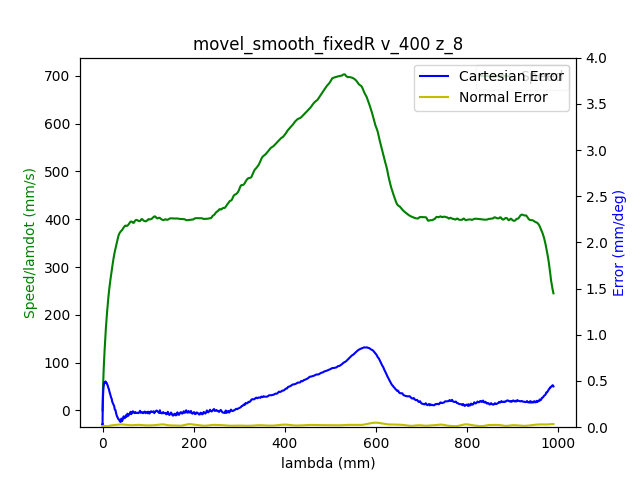 movel_smooth_fixedR v_400 z_8
Cartesian Error
Normal Error
Speed/lamdot (mm/s)
700
600
500
400
300
200
100
0
4.0
3.5
3.0
2.5
2.0
1.5
1.0
0.5
0.0
Error (mm/deg)
0 200 400 600 800 1000
lambda (mm)